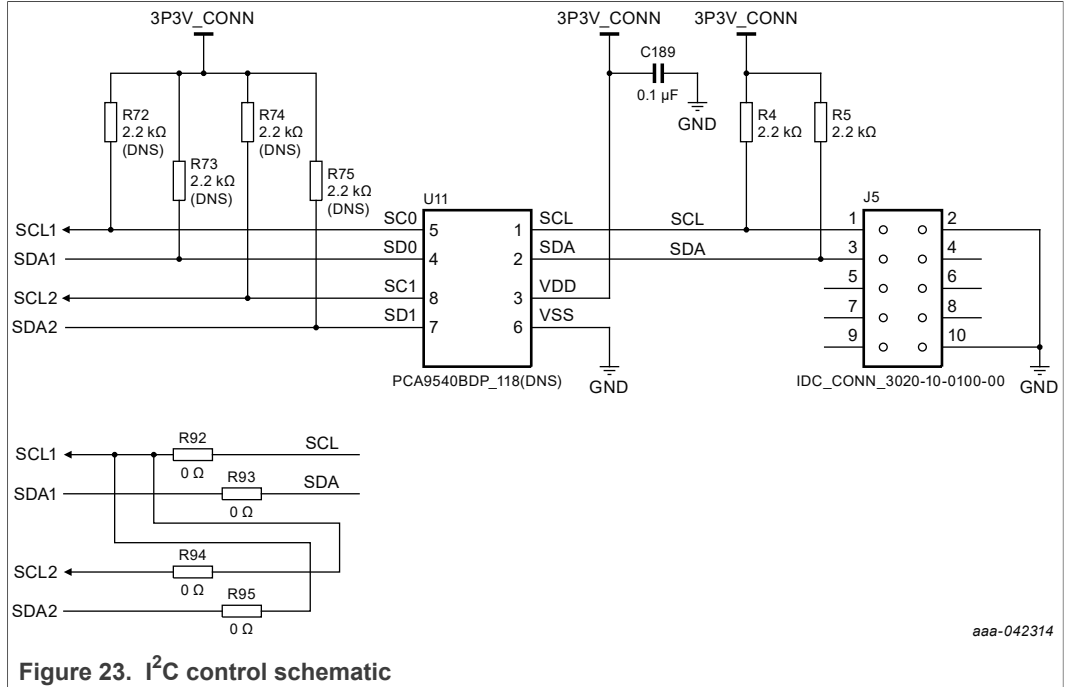 3P3V_CONN 3P3V_CONN 3P3V_CONN
C189
0.1 µF
GND
R72
2.2 kΩ
(DNS)
R73
2.2 kΩ
(DNS)
R74
2.2 kΩ
(DNS)
R75
2.2 kΩ
(DNS)
R4
2.2 kΩ
R5
2.2 kΩ
U11
J5
SCL1 SC0 5 1 SCL SCL 1 2
SDA1 SD0 4 2 SDA SDA 3 4
5 6
SCL2 SC1 8 3 VDD
7 8
SDA2 SD1 7 6 VSS
9 10
PCA9540BDP_118(DNS)
GND
IDC_CONN_3020-10-0100-00
GND
SCL1 R92 SCL
0 Ω
SDA1 R93 SDA
0 Ω
SCL2 R94
0 Ω
SDA2 R95
0 Ω
aaa-042314
Figure 23. I²C control schematic